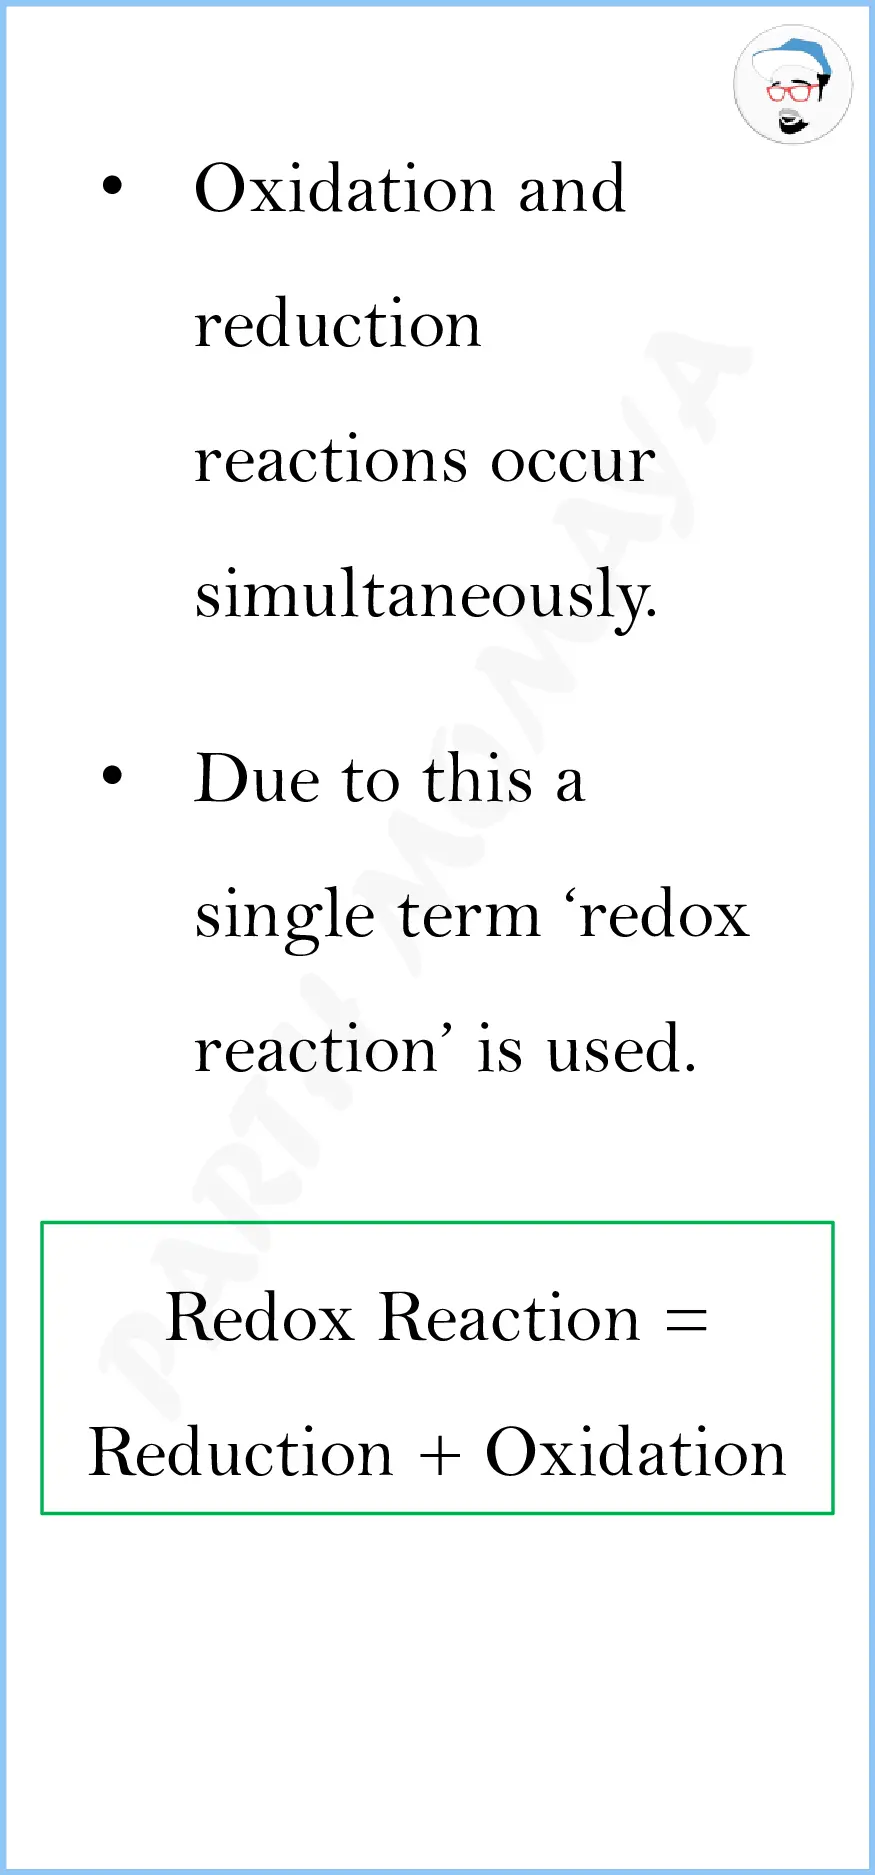 • Oxidation and
reduction
reactions occur
simultaneously.
• Due to this a
single term ‘redox
reaction’ is used.
Redox Reaction =
Reduction + Oxidation
PARTH MOMAYA